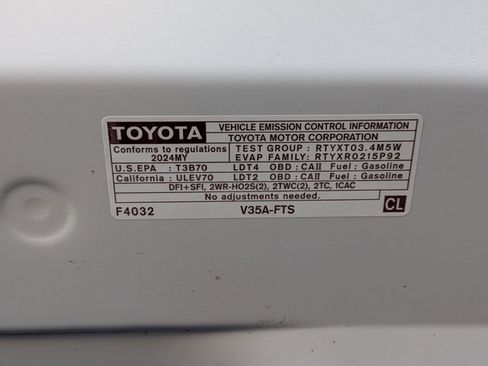 TOYOTA VEHICLE EMISSION CONTROL INFORMATION
TOYOTA MOTOR CORPORATION
Conforms to regulations TEST GROUP : RTYXT03.4M5W
2024MY EVAP FAMILY: RTYXR0215P92
U.S.EPA : T3B70 LDT4 OBD : CAII Fuel : Gasoline
California : ULEV70 LDT2 OBD : CAII Fuel : Gasoline
DFI+SFI, 2WR-HO2S(2), 2TWC(2), 2TC, 1CAC
No adjustments needed.
F4032 V35A-FTS CL